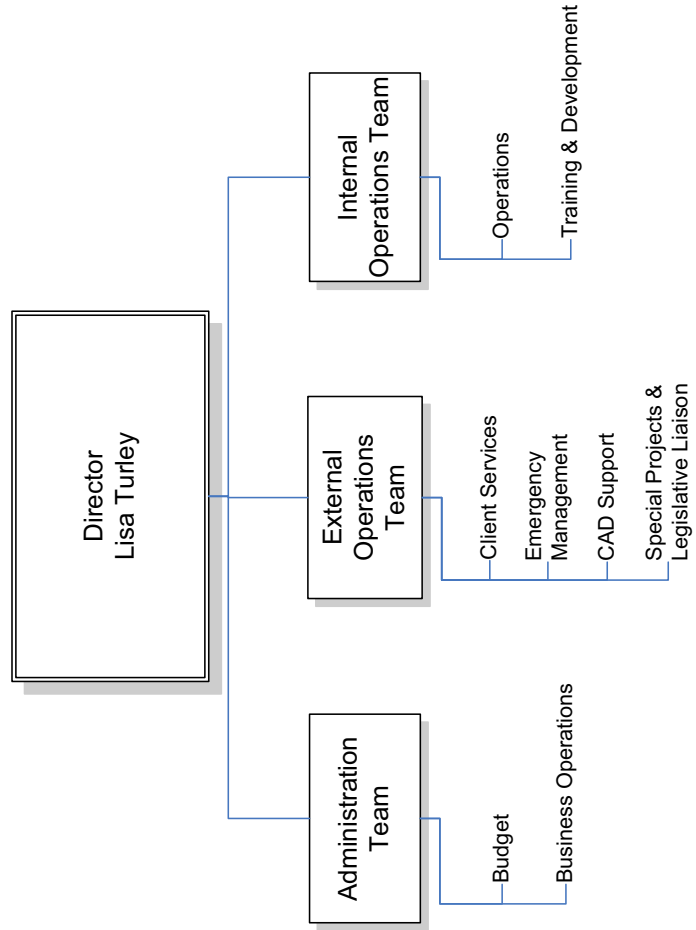 Director
Lisa Turley
Administration
Team
Budget
Business Operations
External
Operations
Team
Client Services
Emergency
Management
CAD Support
Special Projects &
Legislative Liaison
Internal
Operations Team
Operations
Training & Development